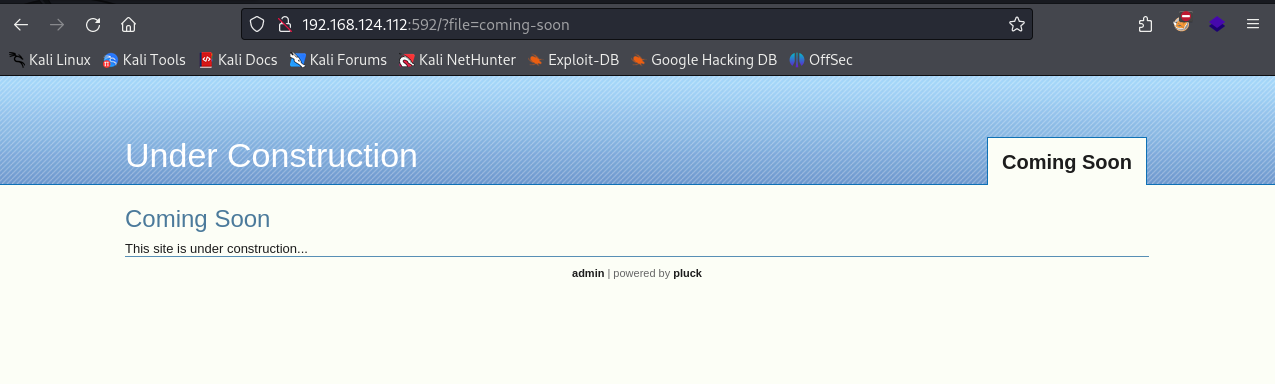 192.168.124.112:592/?file=coming-soon
Kali Linux Kali Tools Kali Docs Kali Forums Kali NetHunter Exploit-DB Google Hacking DB OffSec
Under Construction
Coming Soon
Coming Soon
This site is under construction...
admin | powered by pluck